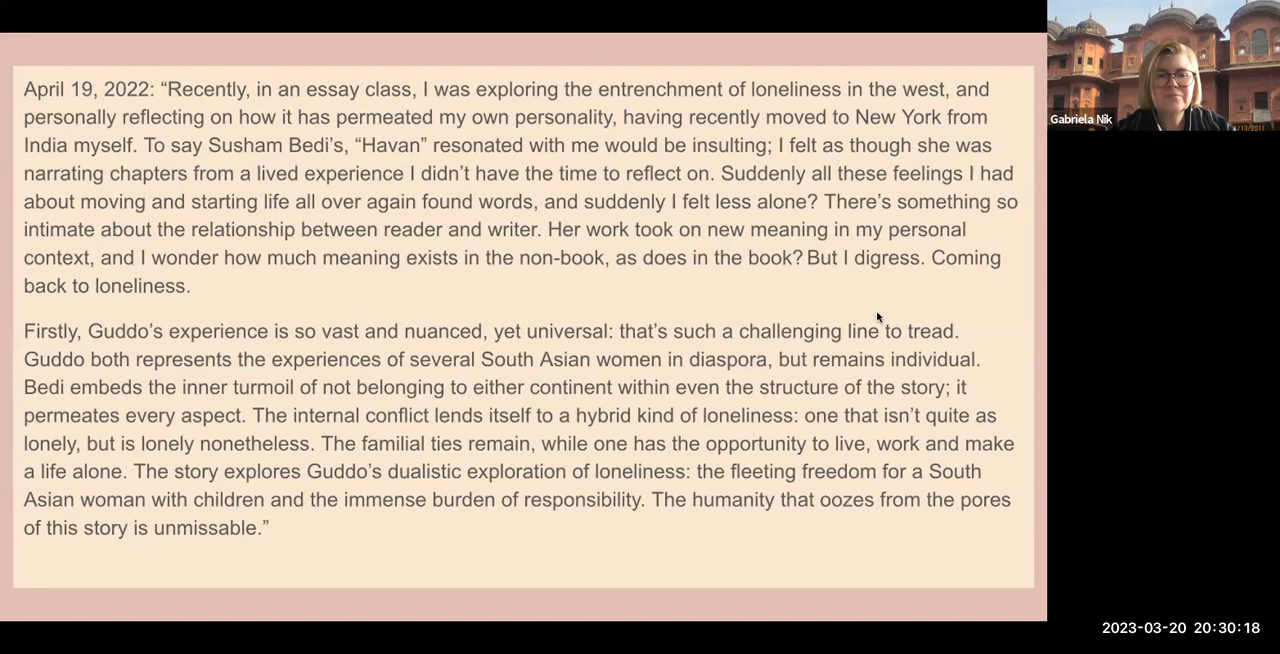 April 19, 2022: “Recently, in an essay class, I was exploring the entrenchment of loneliness in the west, and
personally reflecting on how it has permeated my own personality, having recently moved to New York from
India myself. To say Susham Bedi’s, “Havan” resonated with me would be insulting; I felt as though she was
narrating chapters from a lived experience I didn’t have the time to reflect on. Suddenly all these feelings I had
about moving and starting life all over again found words, and suddenly I felt less alone? There’s something so
intimate about the relationship between reader and writer. Her work took on new meaning in my personal
context, and I wonder how much meaning exists in the non-book, as does in the book? But I digress. Coming
back to loneliness.
Firstly, Guddo’s experience is so vast and nuanced, yet universal: that’s such a challenging line to tread.
Guddo both represents the experiences of several South Asian women in diaspora, but remains individual.
Bedi embeds the inner turmoil of not belonging to either continent within even the structure of the story; it
permeates every aspect. The internal conflict lends itself to a hybrid kind of loneliness: one that isn’t quite as
lonely, but is lonely nonetheless. The familial ties remain, while one has the opportunity to live, work and make
a life alone. The story explores Guddo’s dualistic exploration of loneliness: the fleeting freedom for a South
Asian woman with children and the immense burden of responsibility. The humanity that oozes from the pores
of this story is unmissable.”
Gabriela Nik
2023-03-20 20:30:18